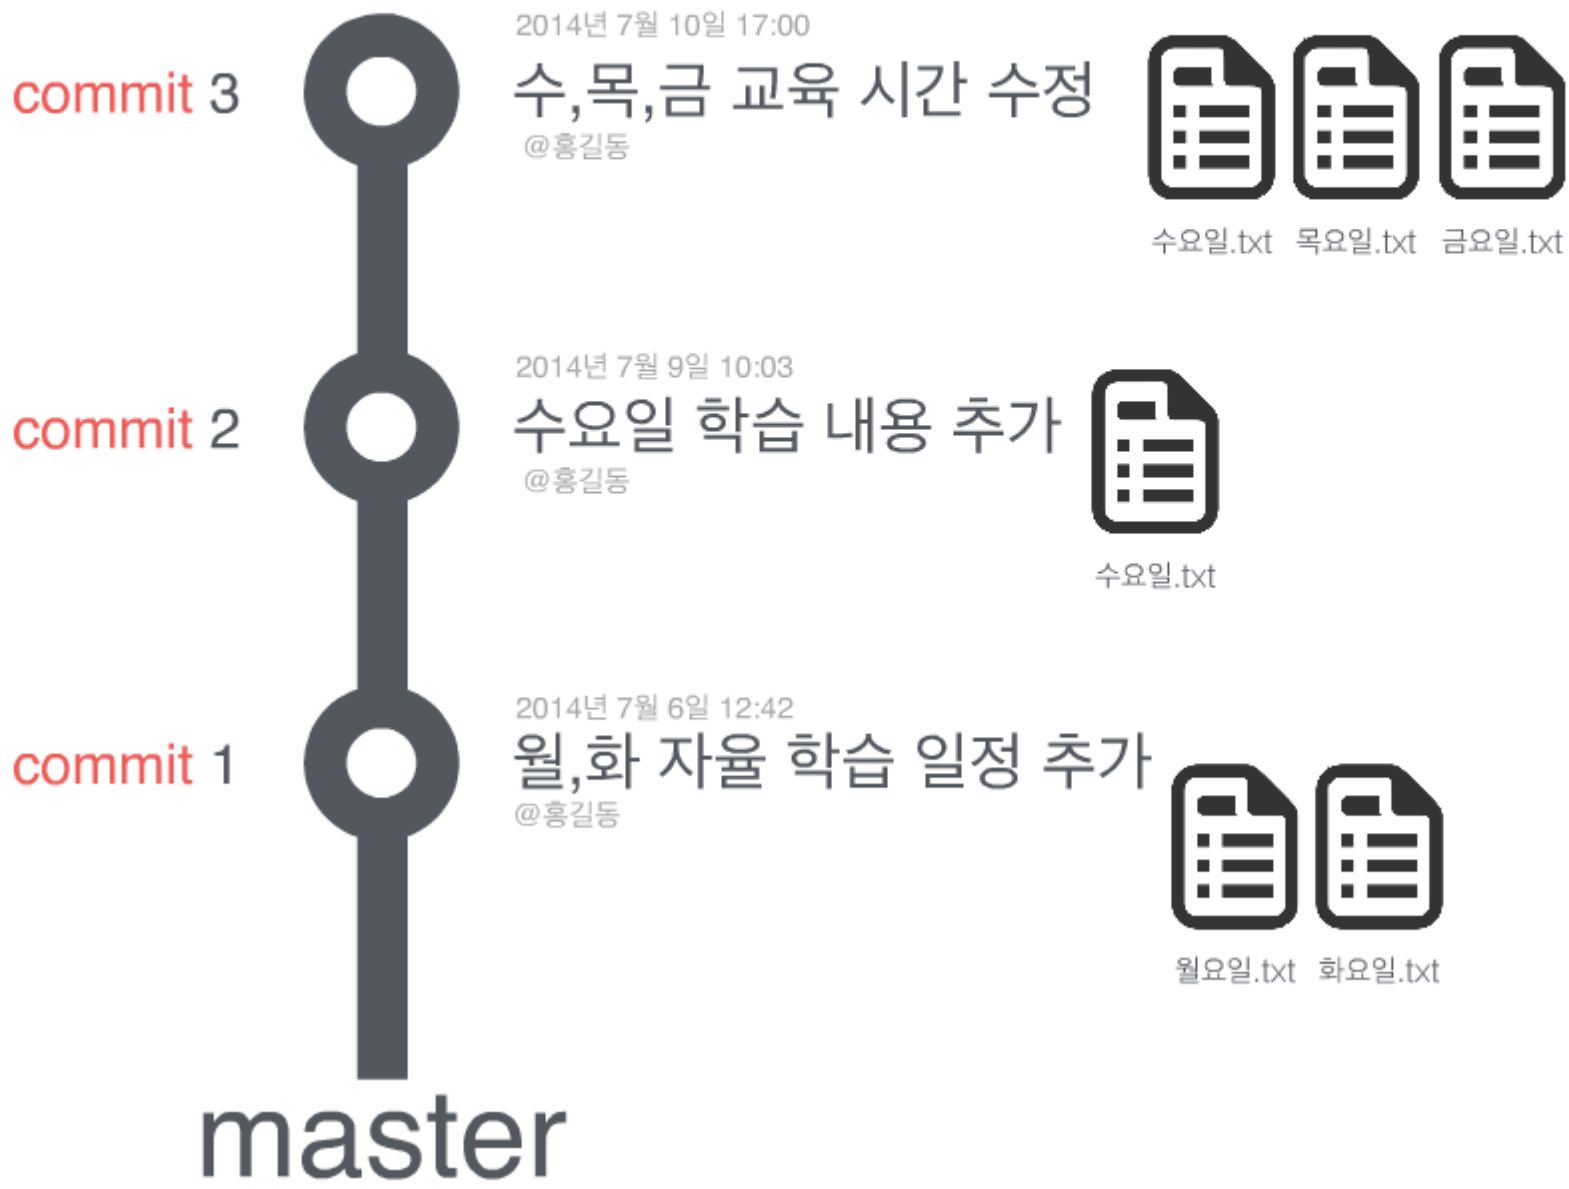 2014년 7월 10일 17:00
commit 3
수,목,금 교육 시간 수정
@홍길동
수요일.txt 목요일.txt 금요일.txt
2014년 7월 9일 10:03
commit 2
수요일 학습 내용 추가
@홍길동
수요일.txt
2014년 7월 6일 12:42
commit 1
월,화 자율 학습 일정 추가
@홍길동
월요일.txt 화요일.txt
master